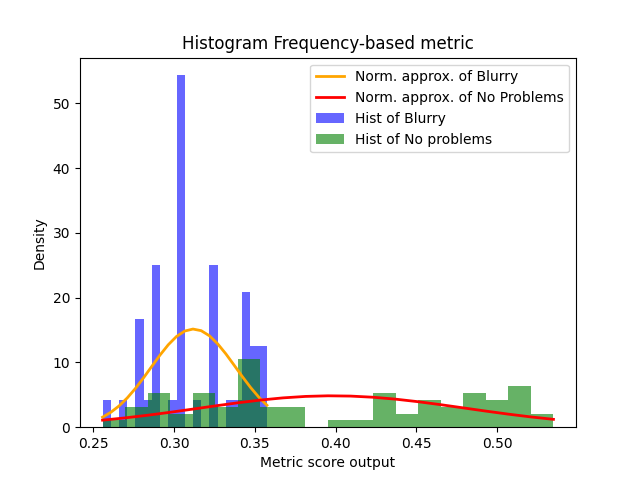 Histogram Frequency-based metric
Norm. approx. of Blurry
Norm. approx. of No Problems
Hist of Blurry
Hist of No problems
Density
50
40
30
20
10
0
0.25 0.30 0.35 0.40 0.45 0.50
Metric score output